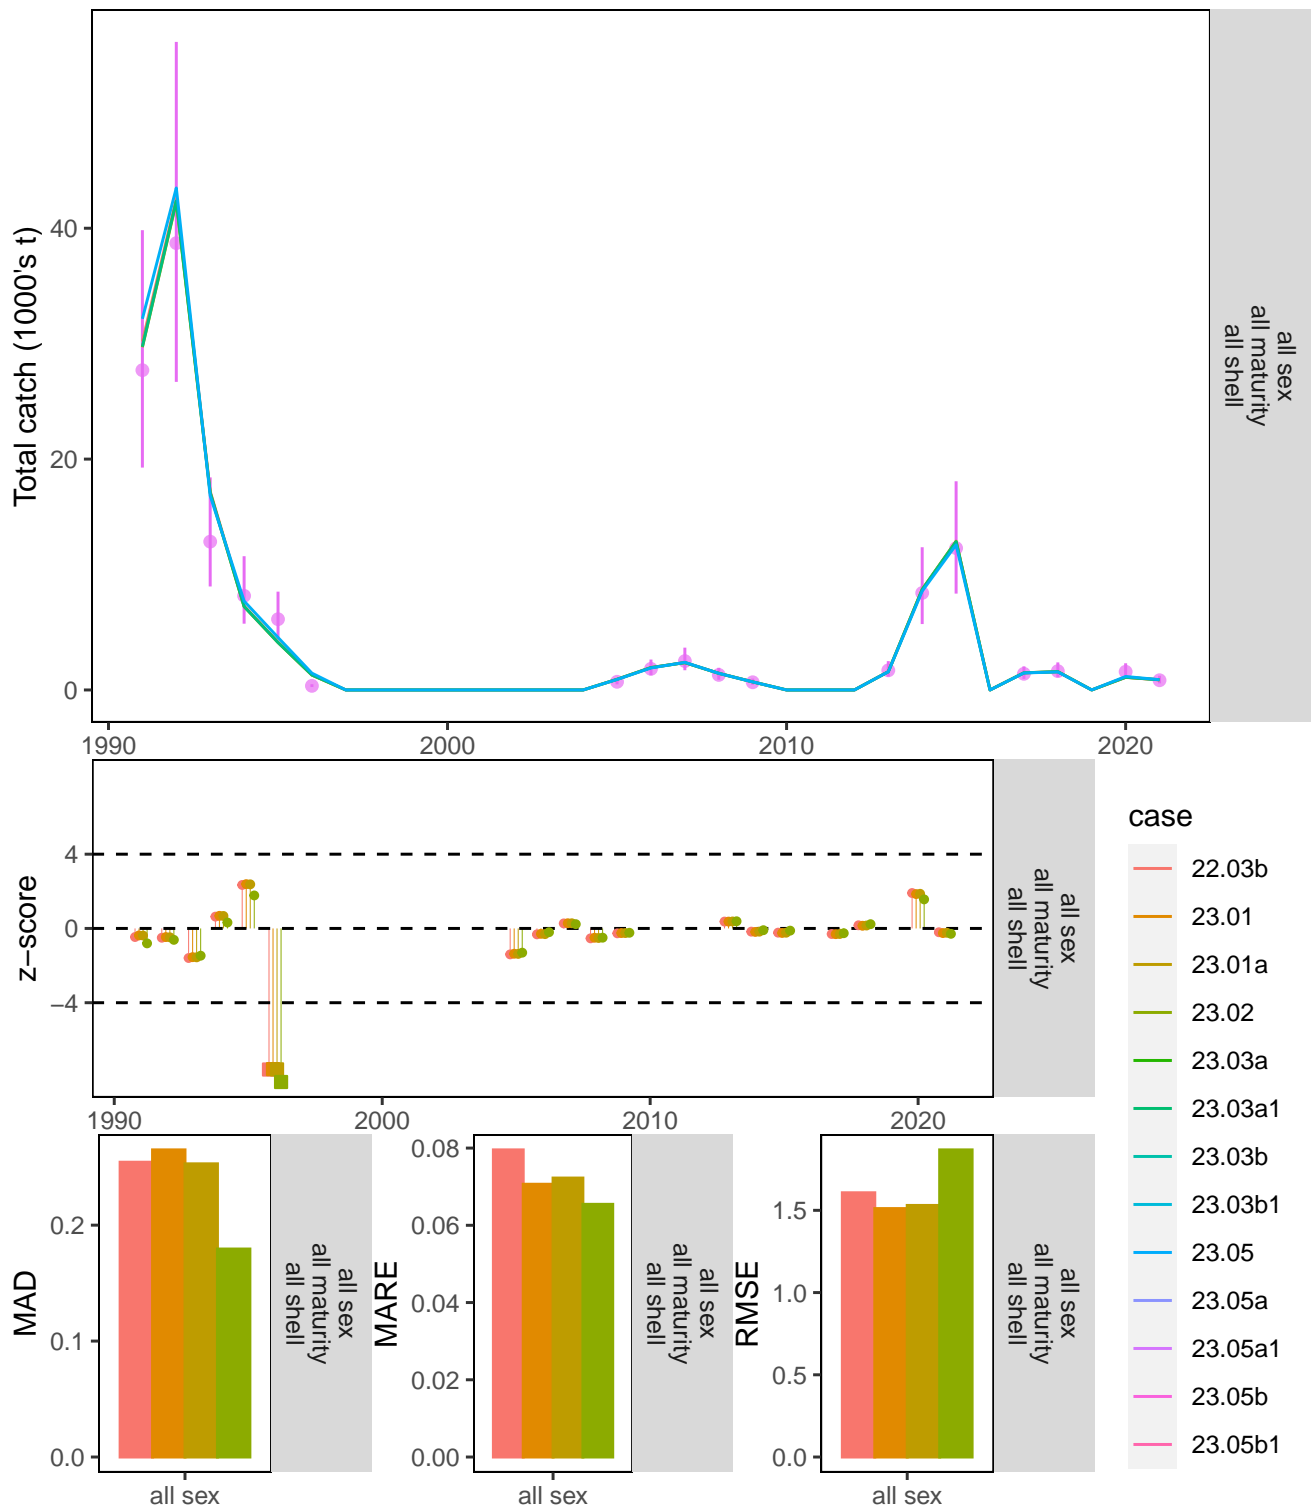 Total catch (1000's t)
40
20
0
1990
2000
2010
2020
all sex
all maturity
all shell
z−score
4
0
−4
1990
2000
2010
2020
all sex
all maturity
all shell
MAD
0.2
0.1
0.0
all sex
all sex
all maturity
all shell
MARE
0.08
0.06
0.04
0.02
0.00
all sex
all sex
all maturity
all shell
RMSE
1.5
1.0
0.5
0.0
all sex
all sex
all maturity
all shell
case
22.03b
23.01
23.01a
23.02
23.03a
23.03a1
23.03b
23.03b1
23.05
23.05a
23.05a1
23.05b
23.05b1